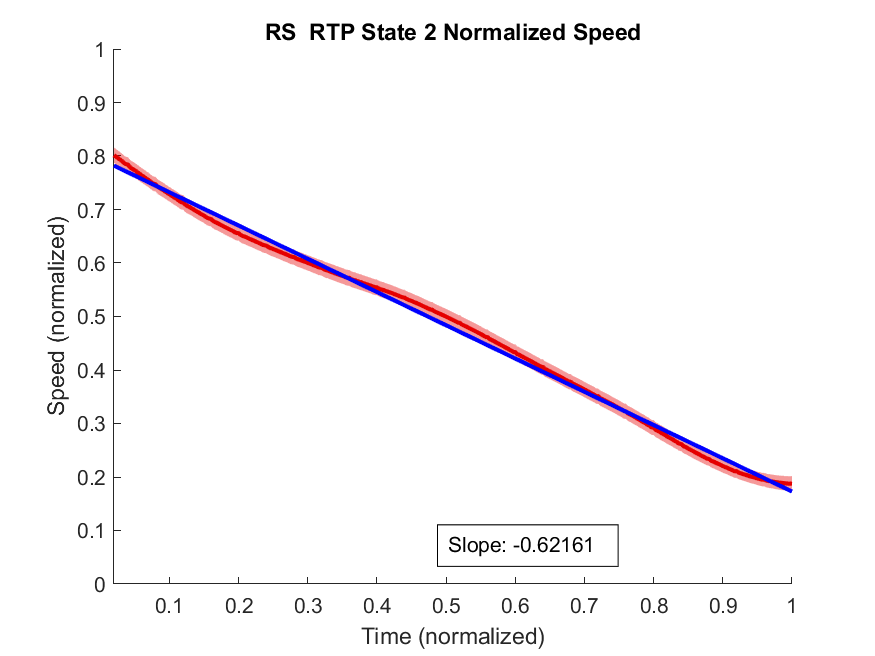 RS  RTP State 2 Normalized Speed
1
0.9
0.8
0.7
0.6
0.5
0.4
0.3
0.2
0.1
0
Speed (normalized)
Slope: -0.62161
0.1 0.2 0.3 0.4 0.5 0.6 0.7 0.8 0.9 1
Time (normalized)